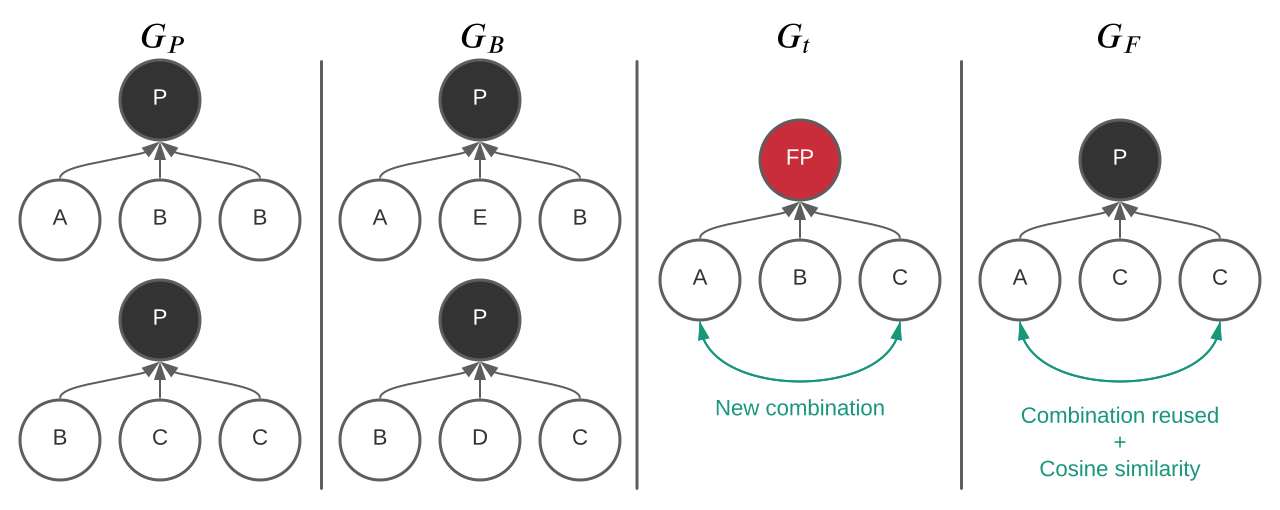 G_P
G_B
G_t
G_F
P
P
FP
P
A B B
A E B
A B C
A C C
P
P
B C C
B D C
New combination
Combination reused
+
Cosine similarity